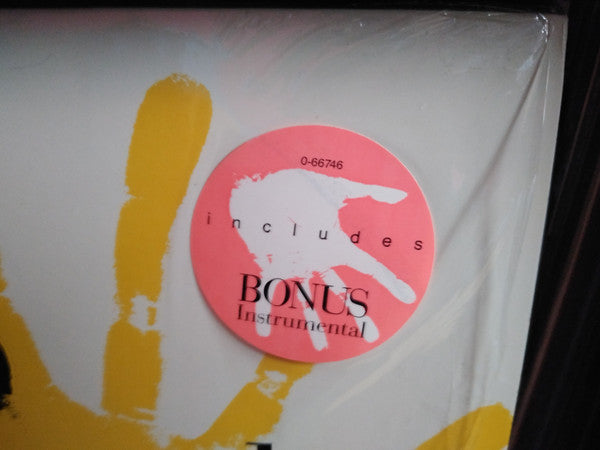 0-66746
includes
BONUS
Instrumental